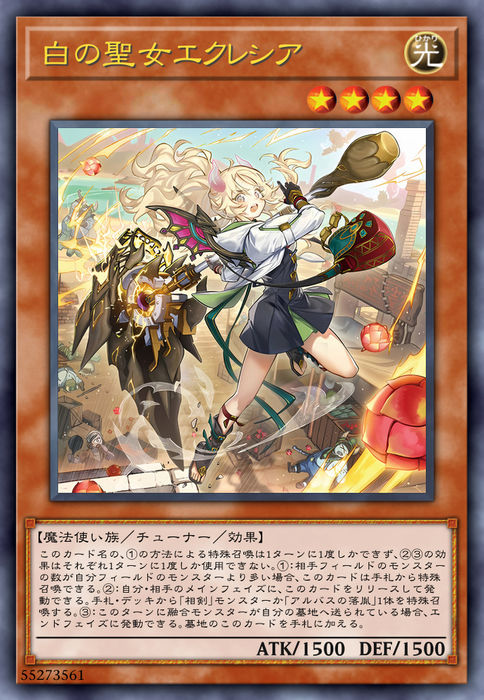 白の聖女エクレシア
ひかり
光
【魔法使い族/チューナー/効果】
このカード名の、①の方法による特殊召喚は1ターンに1度しかできず、②③の効
果はそれぞれ1ターンに1度しか使用できない。①:相手フィールドのモンスター
の数が自分フィールドのモンスターより多い場合、このカードは手札から特殊召喚
できる。②:自分・相手のメインフェイズに、このカードをリリースして発
動できる。手札・デッキから「相剣」モンスターか「アルバスの落胤」1体を特殊召
喚する。③:このターンに融合モンスターが自分の墓地へ送られている場合、エ
ンドフェイズに発動できる。墓地のこのカードを手札に加える。
ATK/1500 DEF/1500
55273561